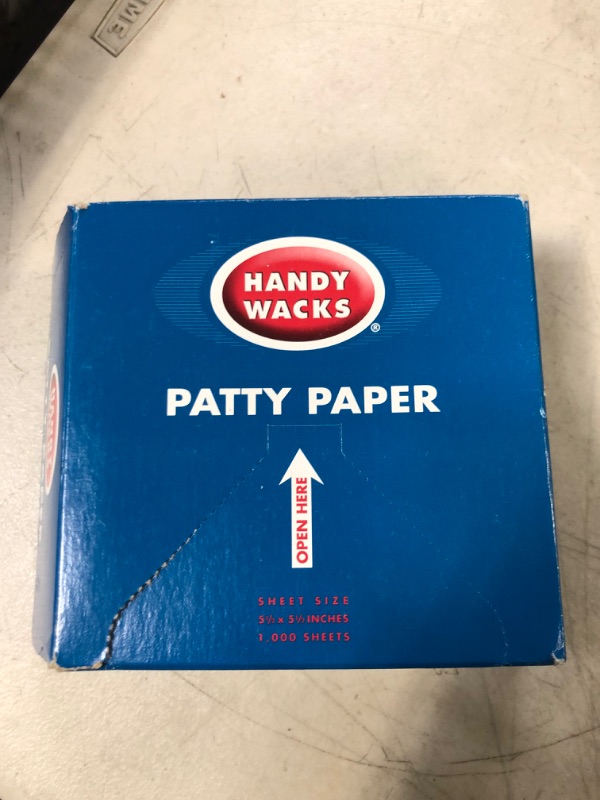 HANDY
WACKS
®
PATTY PAPER
OPEN HERE
SHEET SIZE
5½ x 5½ INCHES
1,000 SHEETS